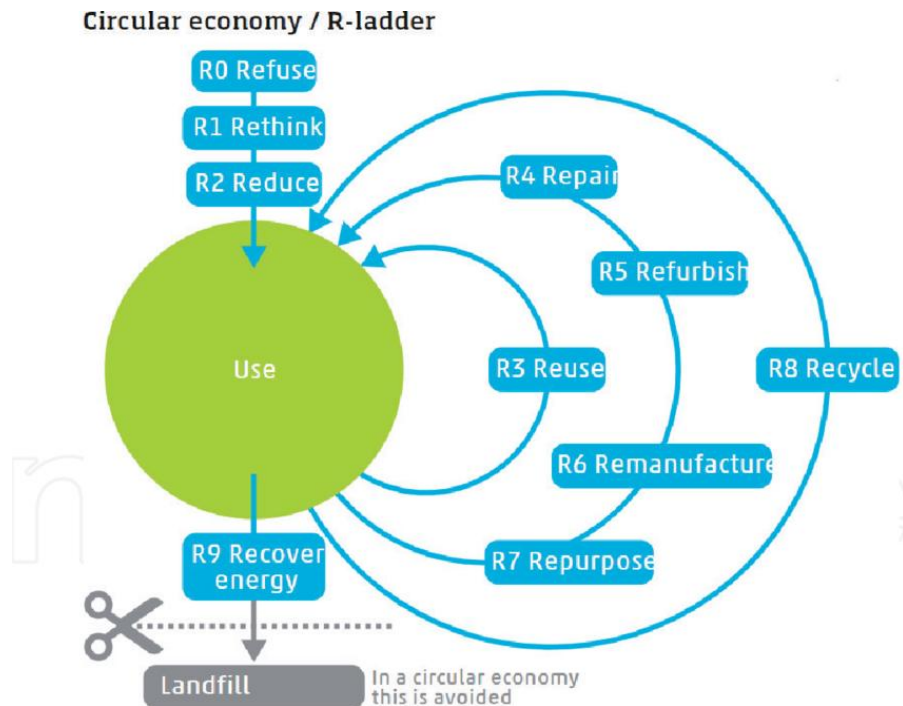 Circular economy / R-ladder
R0 Refuse
R1 Rethink
R2 Reduce
R4 Repair
R5 Refurbish
Use
R3 Reuse
R8 Recycle
R6 Remanufacture
R7 Repurpose
R9 Recover
energy
Landfill
In a circular economy
this is avoided